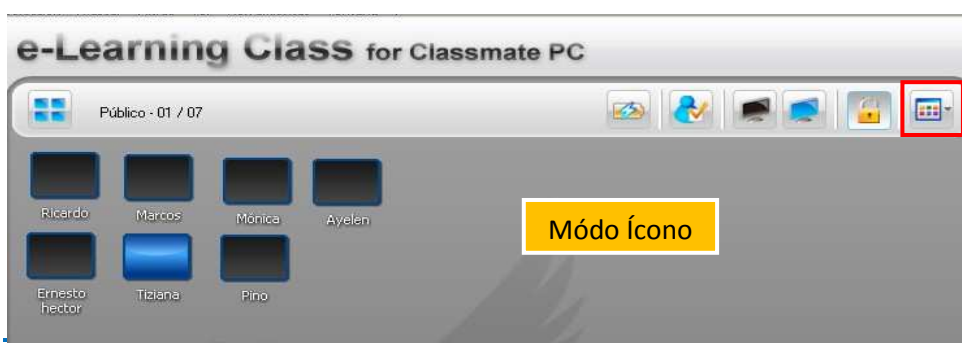 e-Learning Class for Classmate PC
Público - 01 / 07
Ricardo Marcos Mónica Ayelen
Módo Ícono
Ernesto hector Tiziana Pino